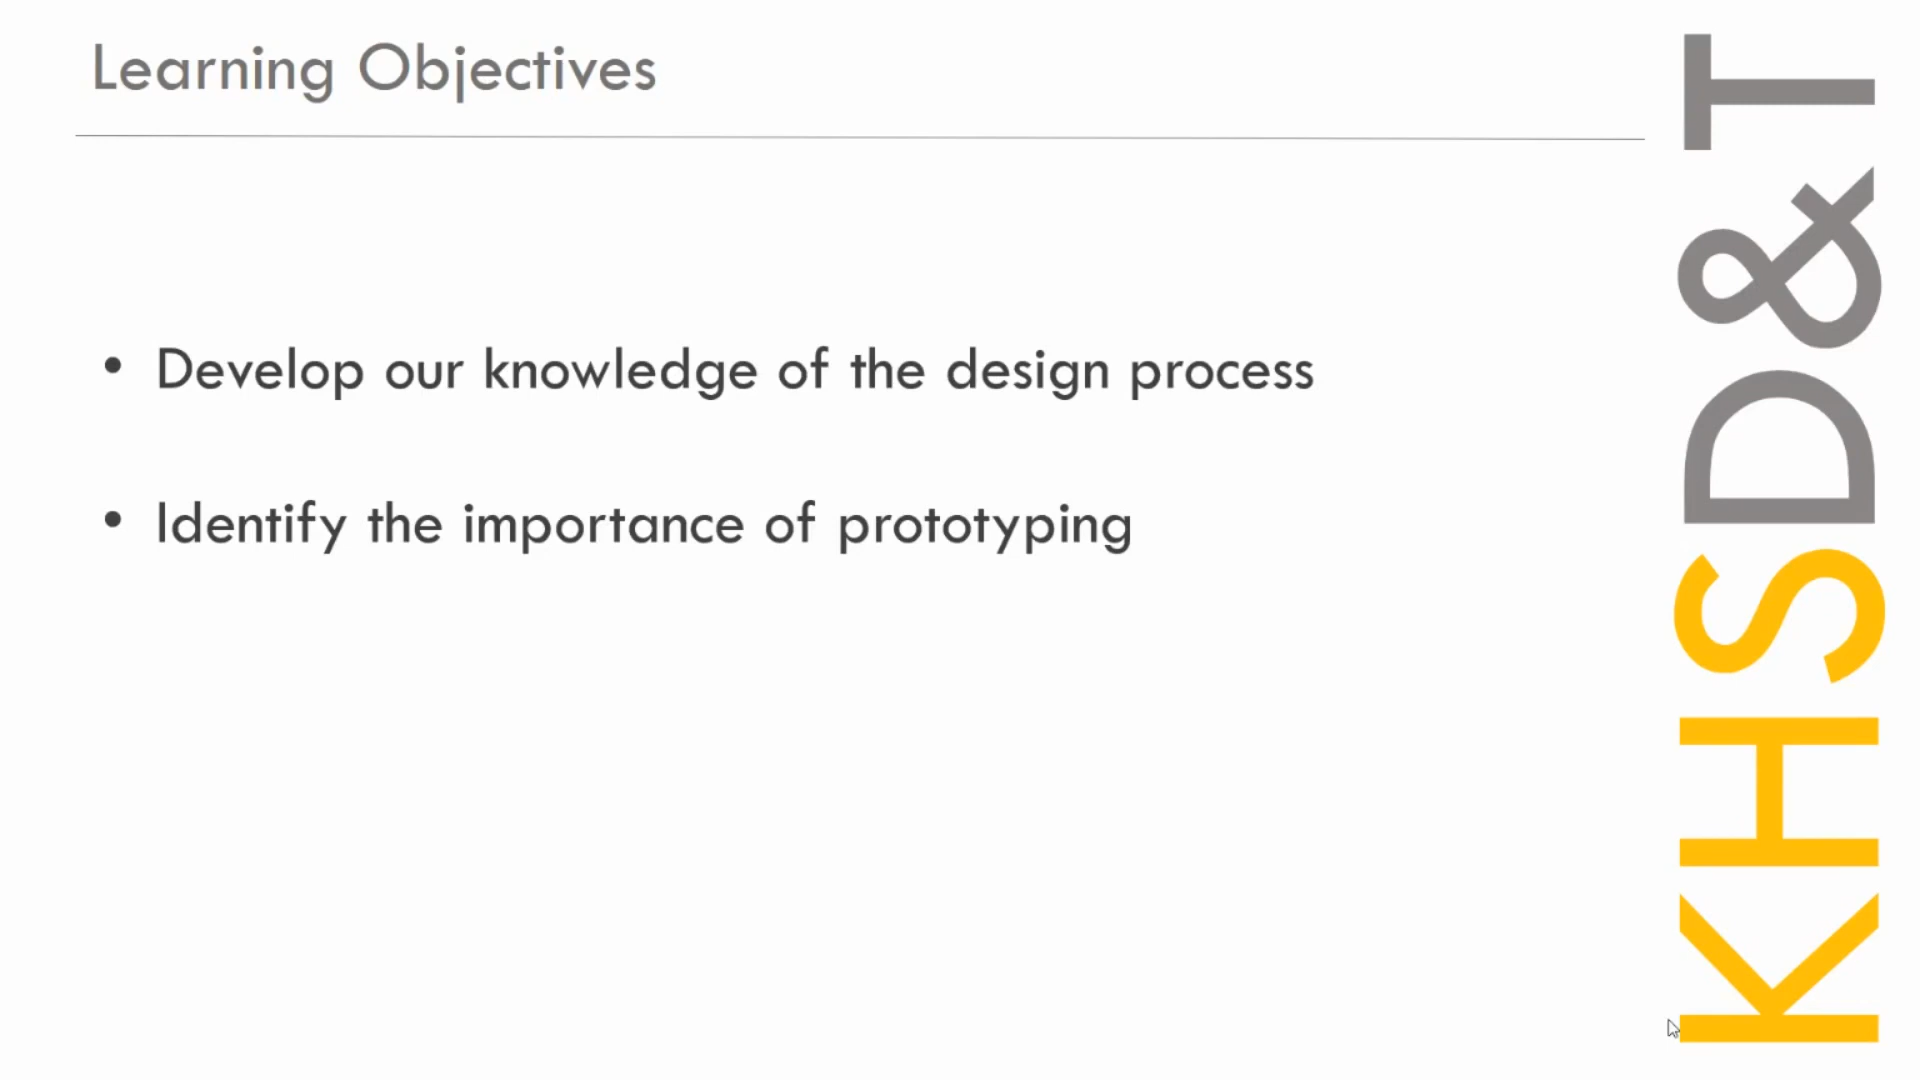 Learning Objectives
• Develop our knowledge of the design process
• Identify the importance of prototyping
KHSD&T